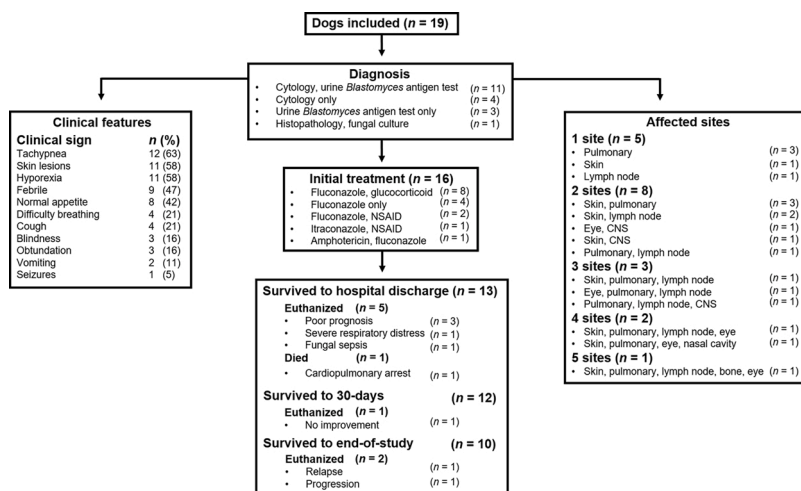 Dogs included (n = 19)
Diagnosis
• Cytology, urine Blastomyces antigen test (n = 11)
• Cytology only (n = 4)
• Urine Blastomyces antigen test only (n = 3)
• Histopathology, fungal culture (n = 1)
Clinical features
Clinical sign n (%)
Tachypnea 12 (63)
Skin lesions 11 (58)
Hyporexia 11 (58)
Febrile 9 (47)
Normal appetite 8 (42)
Difficulty breathing 4 (21)
Cough 4 (21)
Blindness 3 (16)
Obtundation 3 (16)
Vomiting 2 (11)
Seizures 1 (5)
Initial treatment (n = 16)
• Fluconazole, glucocorticoid (n = 8)
• Fluconazole only (n = 4)
• Fluconazole, NSAID (n = 2)
• Itraconazole, NSAID (n = 1)
• Amphotericin, fluconazole (n = 1)
Survived to hospital discharge (n = 13)
Euthanized (n = 5)
• Poor prognosis (n = 3)
• Severe respiratory distress (n = 1)
• Fungal sepsis (n = 1)
Died (n = 1)
• Cardiopulmonary arrest (n = 1)
Survived to 30-days (n = 12)
Euthanized (n = 1)
• No improvement (n = 1)
Survived to end-of-study (n = 10)
Euthanized (n = 2)
• Relapse (n = 1)
• Progression (n = 1)
Affected sites
1 site (n = 5)
• Pulmonary (n = 3)
• Skin (n = 1)
• Lymph node (n = 1)
2 sites (n = 8)
• Skin, pulmonary (n = 3)
• Skin, lymph node (n = 2)
• Eye, CNS (n = 1)
• Skin, CNS (n = 1)
• Pulmonary, lymph node (n = 1)
3 sites (n = 3)
• Skin, pulmonary, lymph node (n = 1)
• Eye, pulmonary, lymph node (n = 1)
• Pulmonary, lymph node, CNS (n = 1)
4 sites (n = 2)
• Skin, pulmonary, lymph node, eye (n = 1)
• Skin, pulmonary, eye, nasal cavity (n = 1)
5 sites (n = 1)
• Skin, pulmonary, lymph node, bone, eye (n = 1)